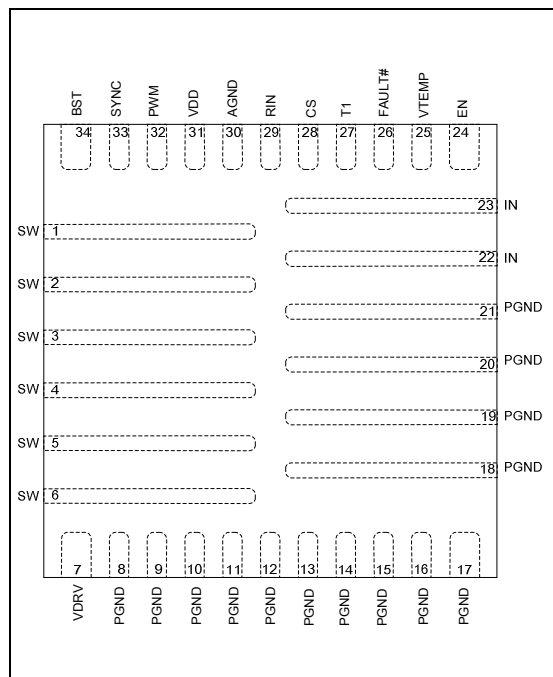 BST SYNC PWM VDD AGND RIN CS T1 FAULT# VTEMP EN
34 33 32 31 30 29 28 27 26 25 24
23 IN
SW 1
22 IN
SW 2
21 PGND
SW 3
20 PGND
SW 4
19 PGND
SW 5
18 PGND
SW 6
7 8 9 10 11 12 13 14 15 16 17
VDRV PGND PGND PGND PGND PGND PGND PGND PGND PGND PGND